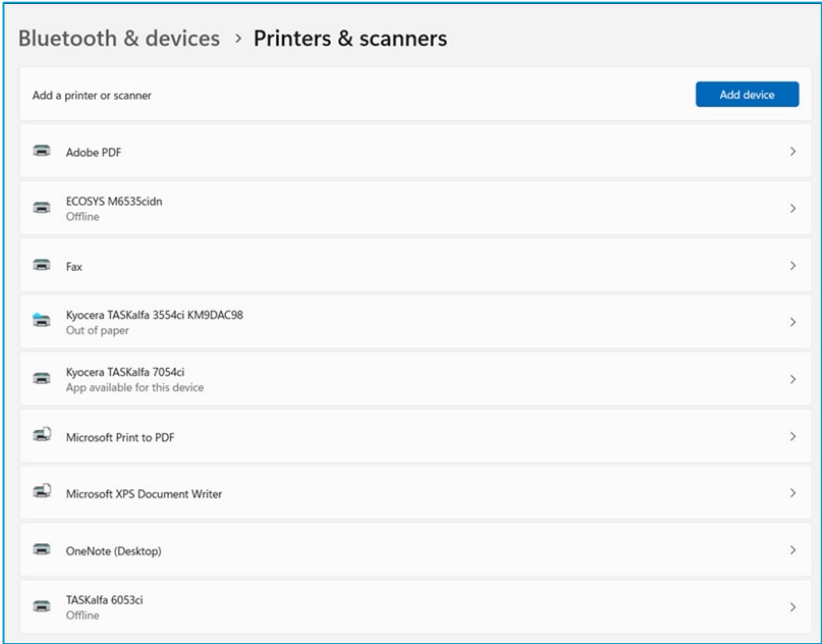 Bluetooth & devices > Printers & scanners
Add a printer or scanner
Add device
Adobe PDF
ECOSYS M6535cidn
Offline
Fax
Kyocera TASKalfa 3554ci KM9DAC98
Out of paper
Kyocera TASKalfa 7054ci
App available for this device
Microsoft Print to PDF
Microsoft XPS Document Writer
OneNote (Desktop)
TASKalfa 6053ci
Offline